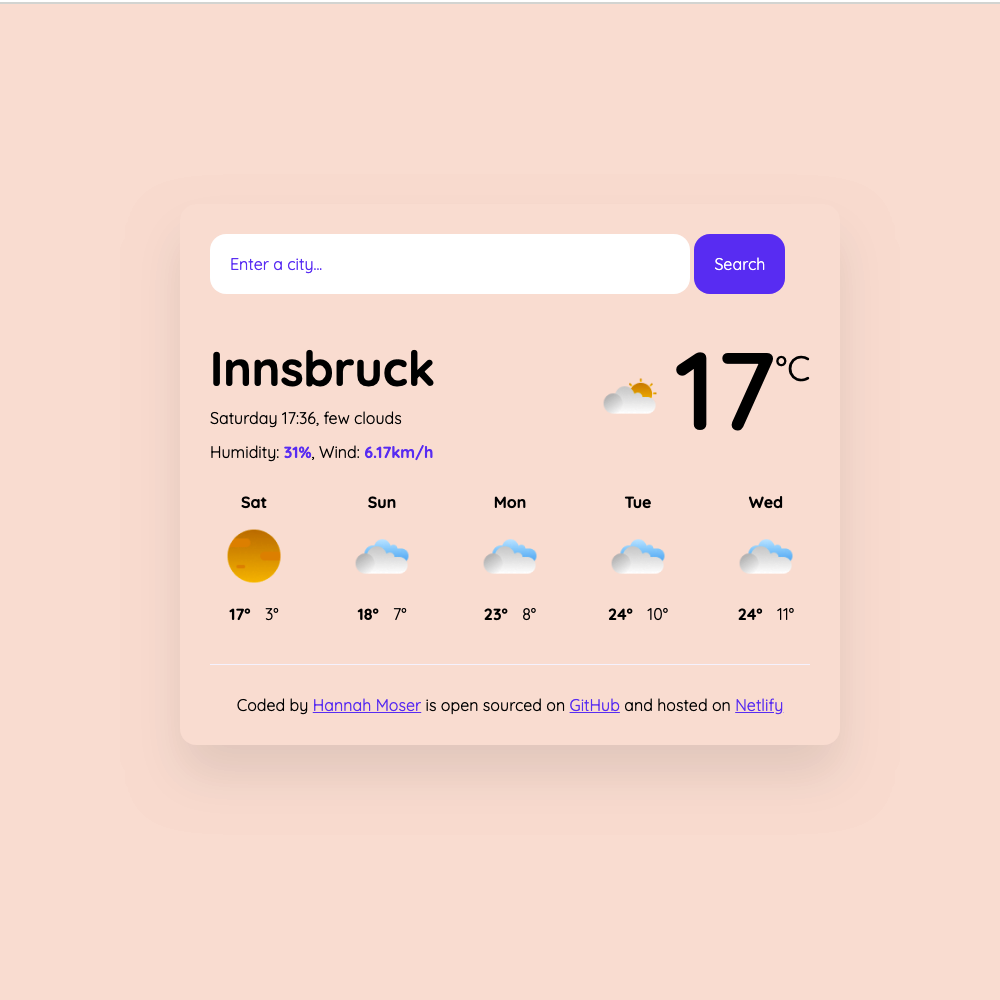 Enter a city...
Search
Innsbruck
17°C
Saturday 17:36, few clouds
Humidity: 31%, Wind: 6.17km/h
Sat Sun Mon Tue Wed
17° 3° 18° 7° 23° 8° 24° 10° 24° 11°
Coded by Hannah Moser is open sourced on GitHub and hosted on Netlify